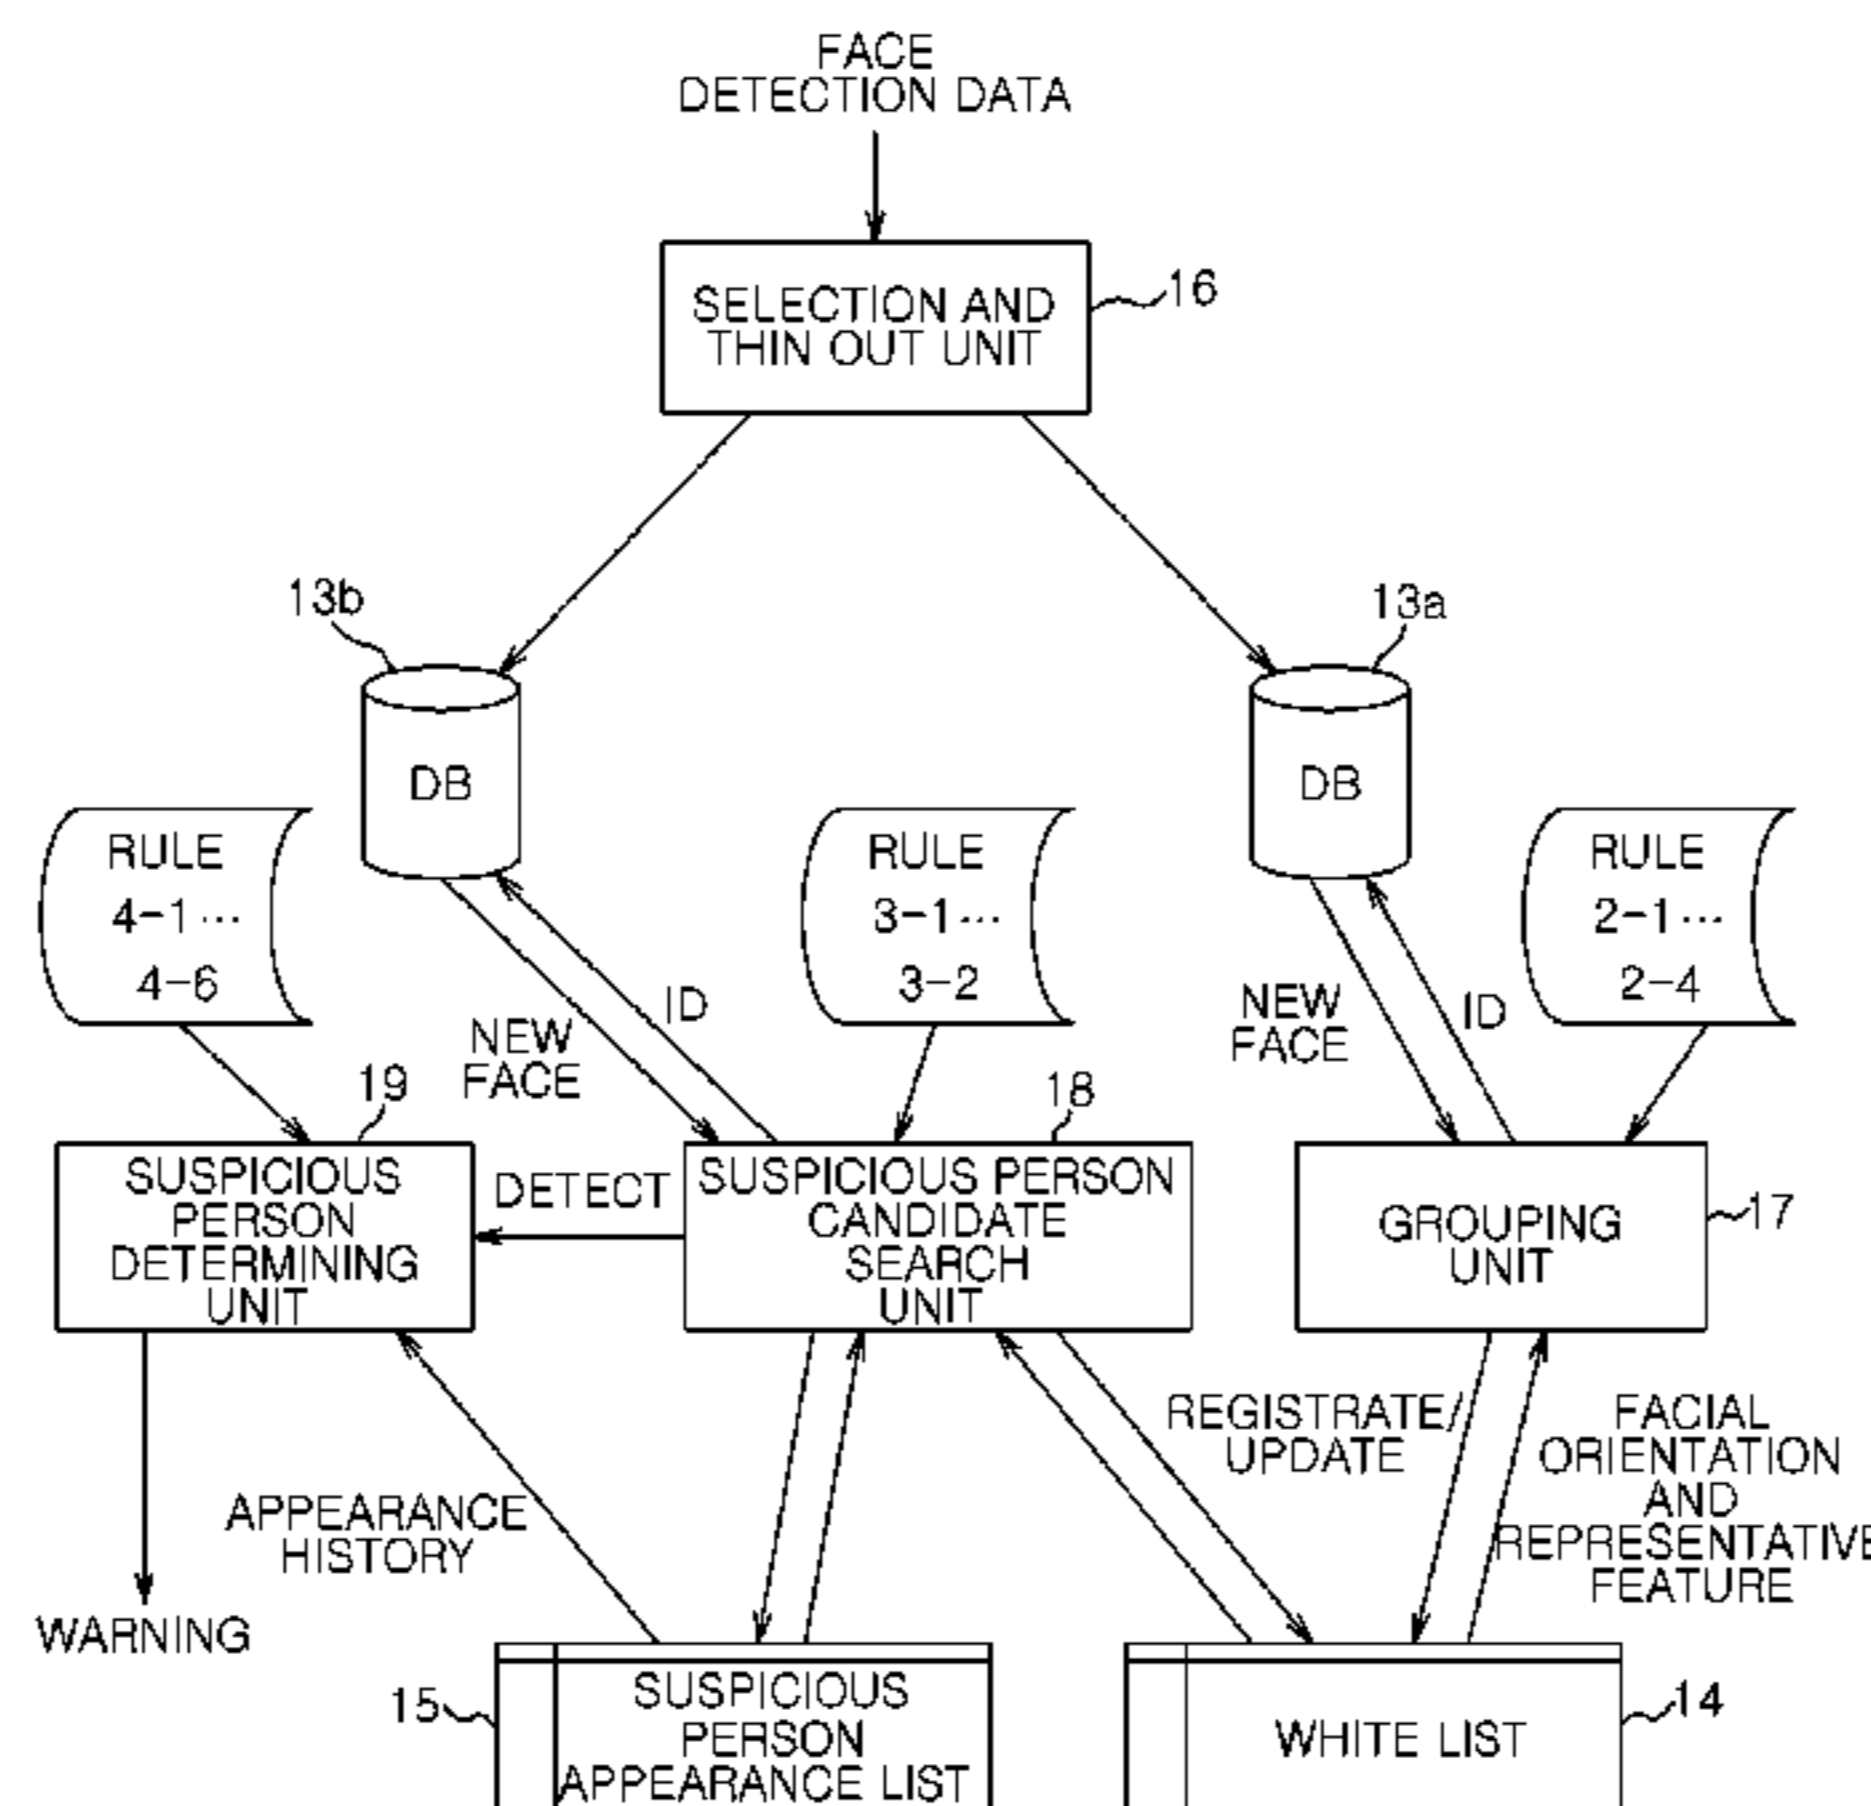 FACE
DETECTION DATA
SELECTION AND
THIN OUT UNIT
16
13b
13a
DB
DB
RULE
4-1…
4-6
RULE
3-1…
3-2
RULE
2-1…
2-4
NEW
FACE
ID
NEW
FACE
ID
19
18
SUSPICIOUS
PERSON
DETERMINING
UNIT
DETECT
SUSPICIOUS PERSON
CANDIDATE
SEARCH
UNIT
GROUPING
UNIT
17
REGISTRATE/
UPDATE
FACIAL
ORIENTATION
AND
REPRESENTATIVE
FEATURE
APPEARANCE
HISTORY
WARNING
15
SUSPICIOUS
PERSON
APPEARANCE LIST
WHITE LIST
14